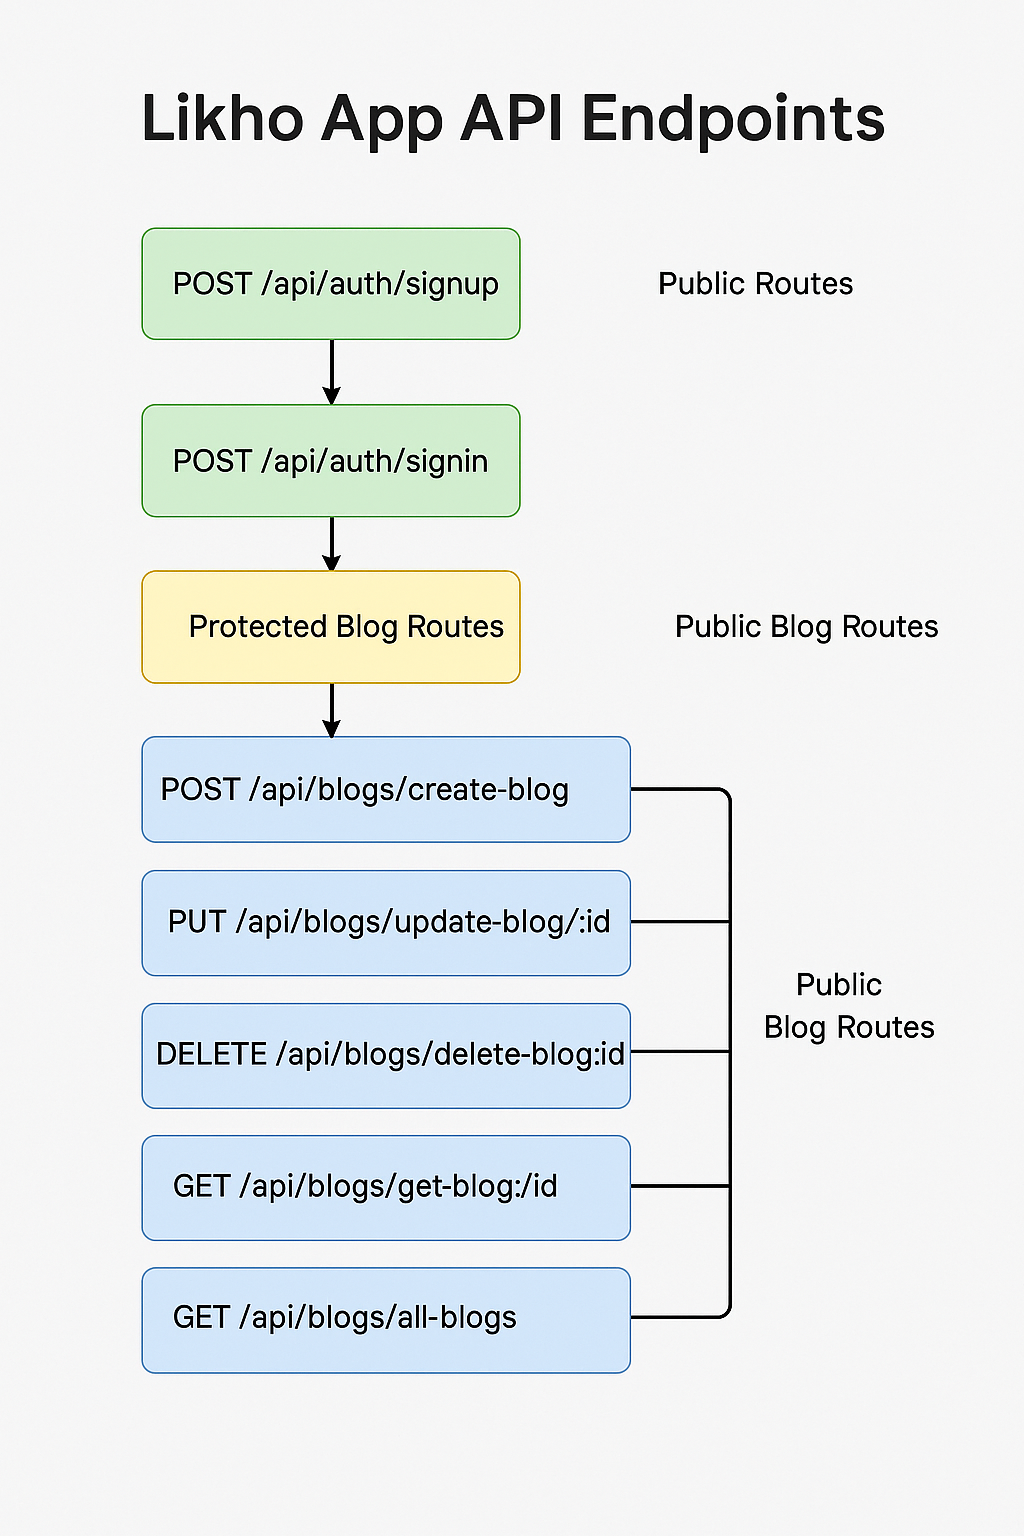 Likho App API Endpoints
POST /api/auth/signup
Public Routes
POST /api/auth/signin
Protected Blog Routes
Public Blog Routes
POST /api/blogs/create-blog
PUT /api/blogs/update-blog/:id
DELETE /api/blogs/delete-blog:id
GET /api/blogs/get-blog:/id
GET /api/blogs/all-blogs
Public
Blog Routes